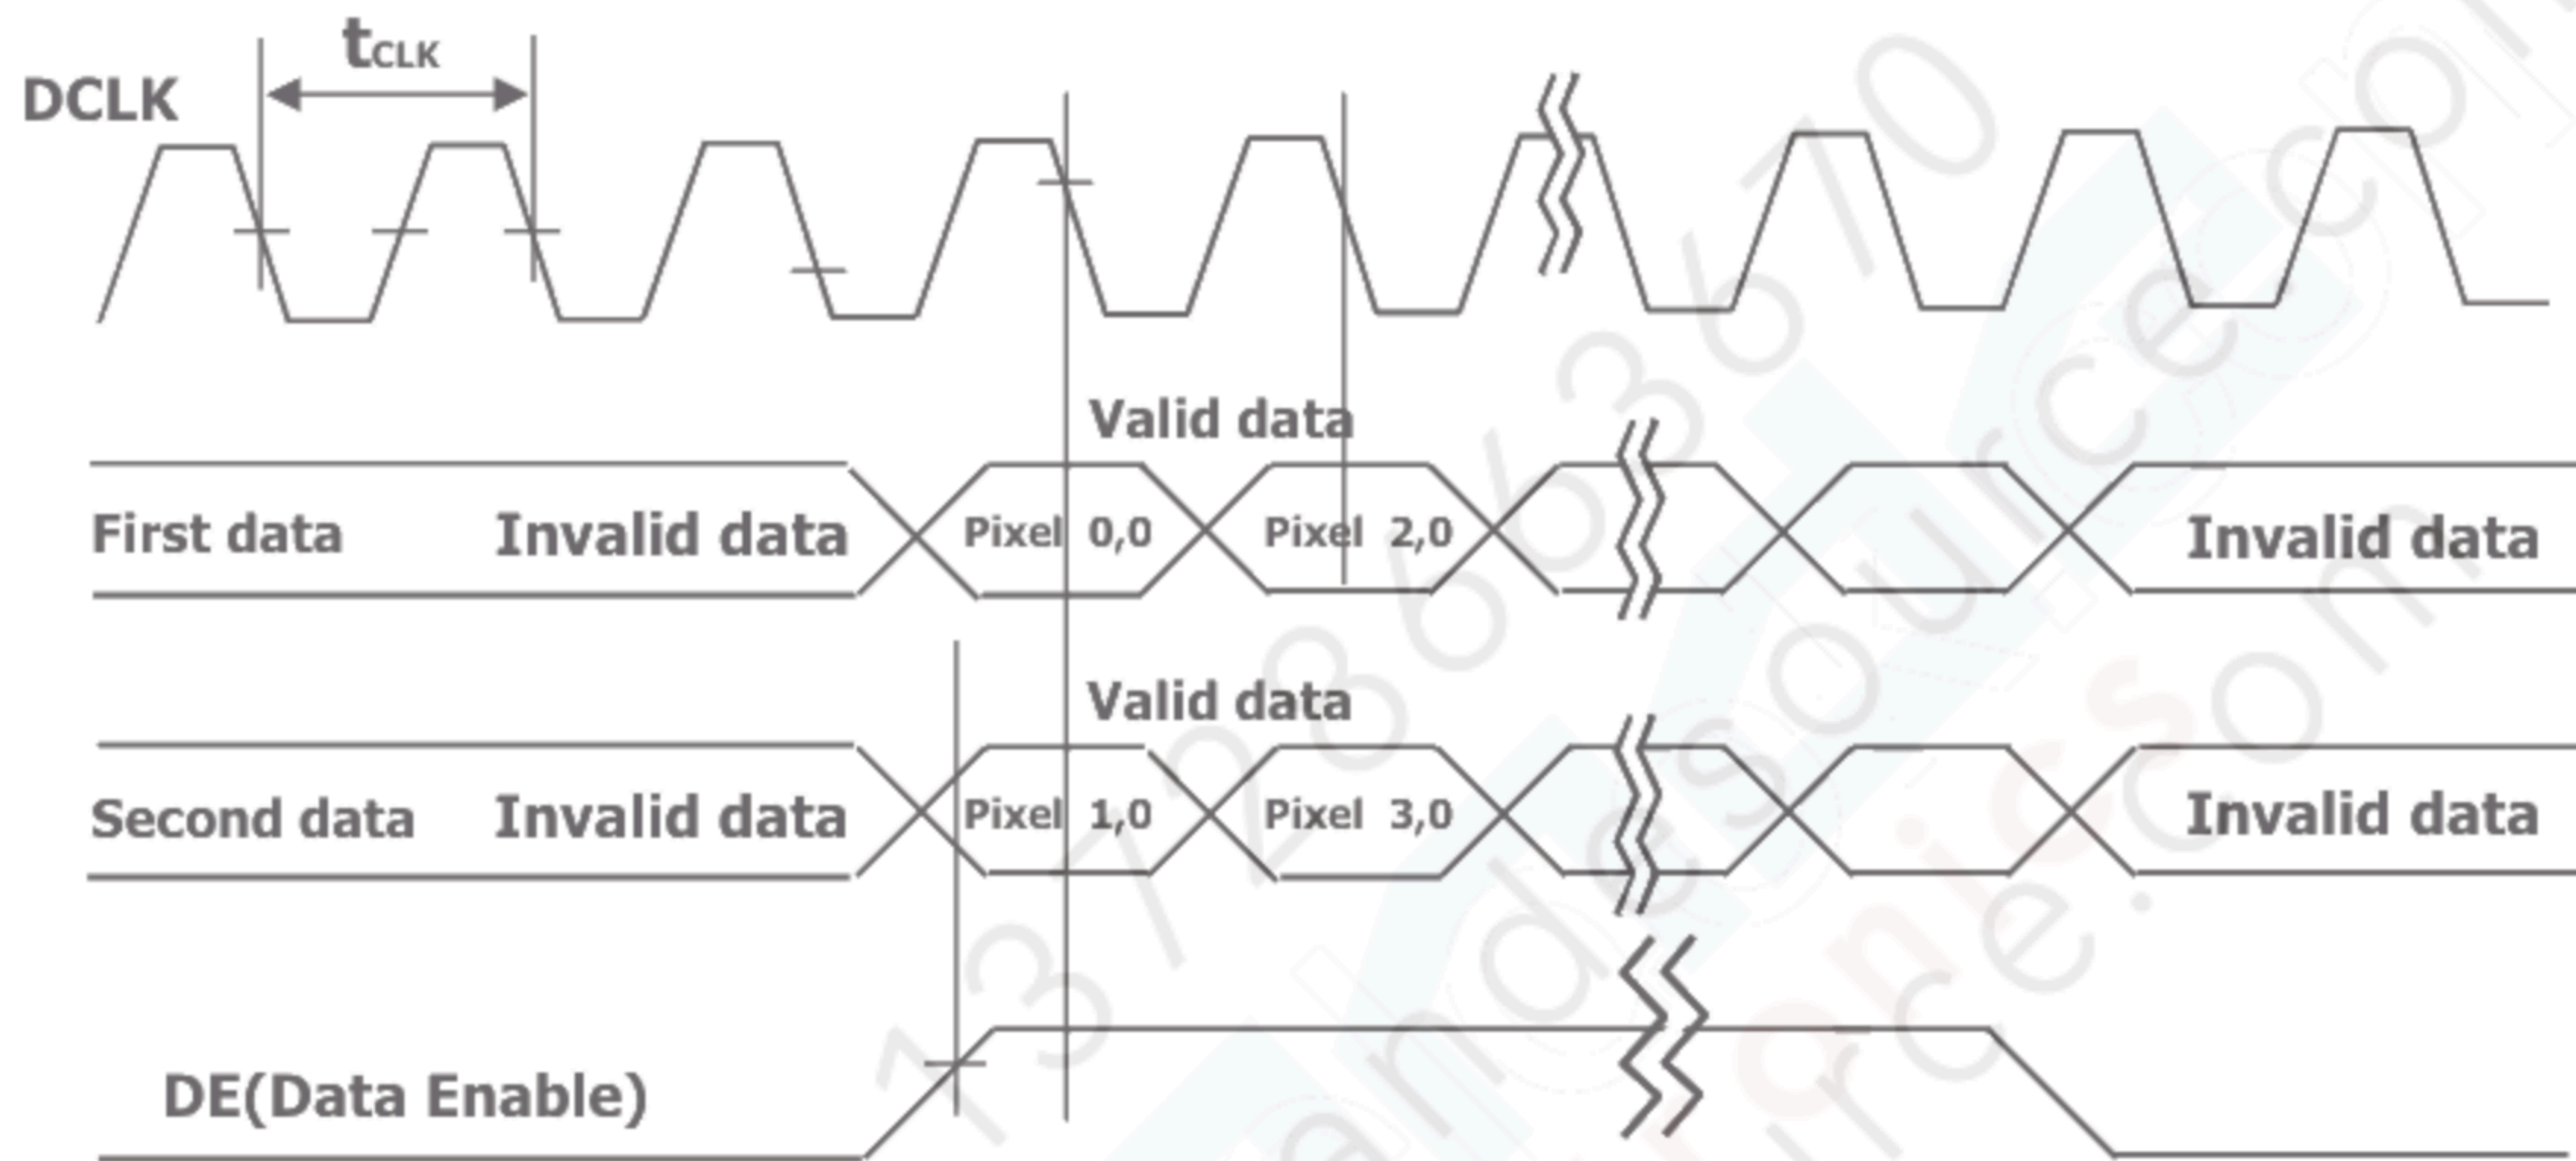 tCLK
DCLK
Valid data
First data Invalid data Pixel 0,0 Pixel 2,0 Invalid data
Valid data
Second data Invalid data Pixel 1,0 Pixel 3,0 Invalid data
DE(Data Enable)
13723663670